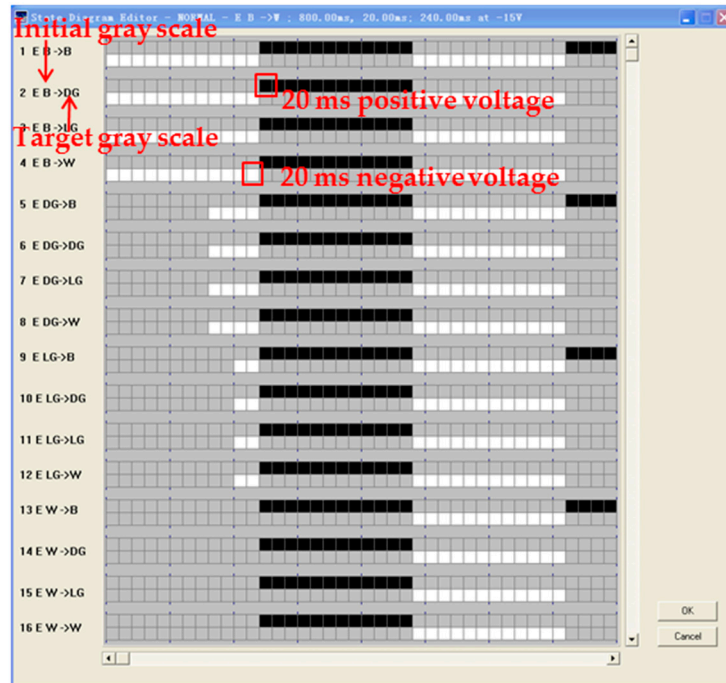 State Diagram Editor - NORMAL - E B ->W ; 800.00ms, 20.00ms; 240.00ms at -15V
Initial gray scale
1 E B ->B
2 E B ->DG
20 ms positive voltage
3 E B ->LG
Target gray scale
4 E B ->W
20 ms negative voltage
5 E DG->B
6 E DG->DG
7 E DG->LG
8 E DG->W
9 E LG->B
10 E LG->DG
11 E LG->LG
12 E LG->W
13 E W ->B
14 E W ->DG
15 E W ->LG
16 E W ->W
OK
Cancel